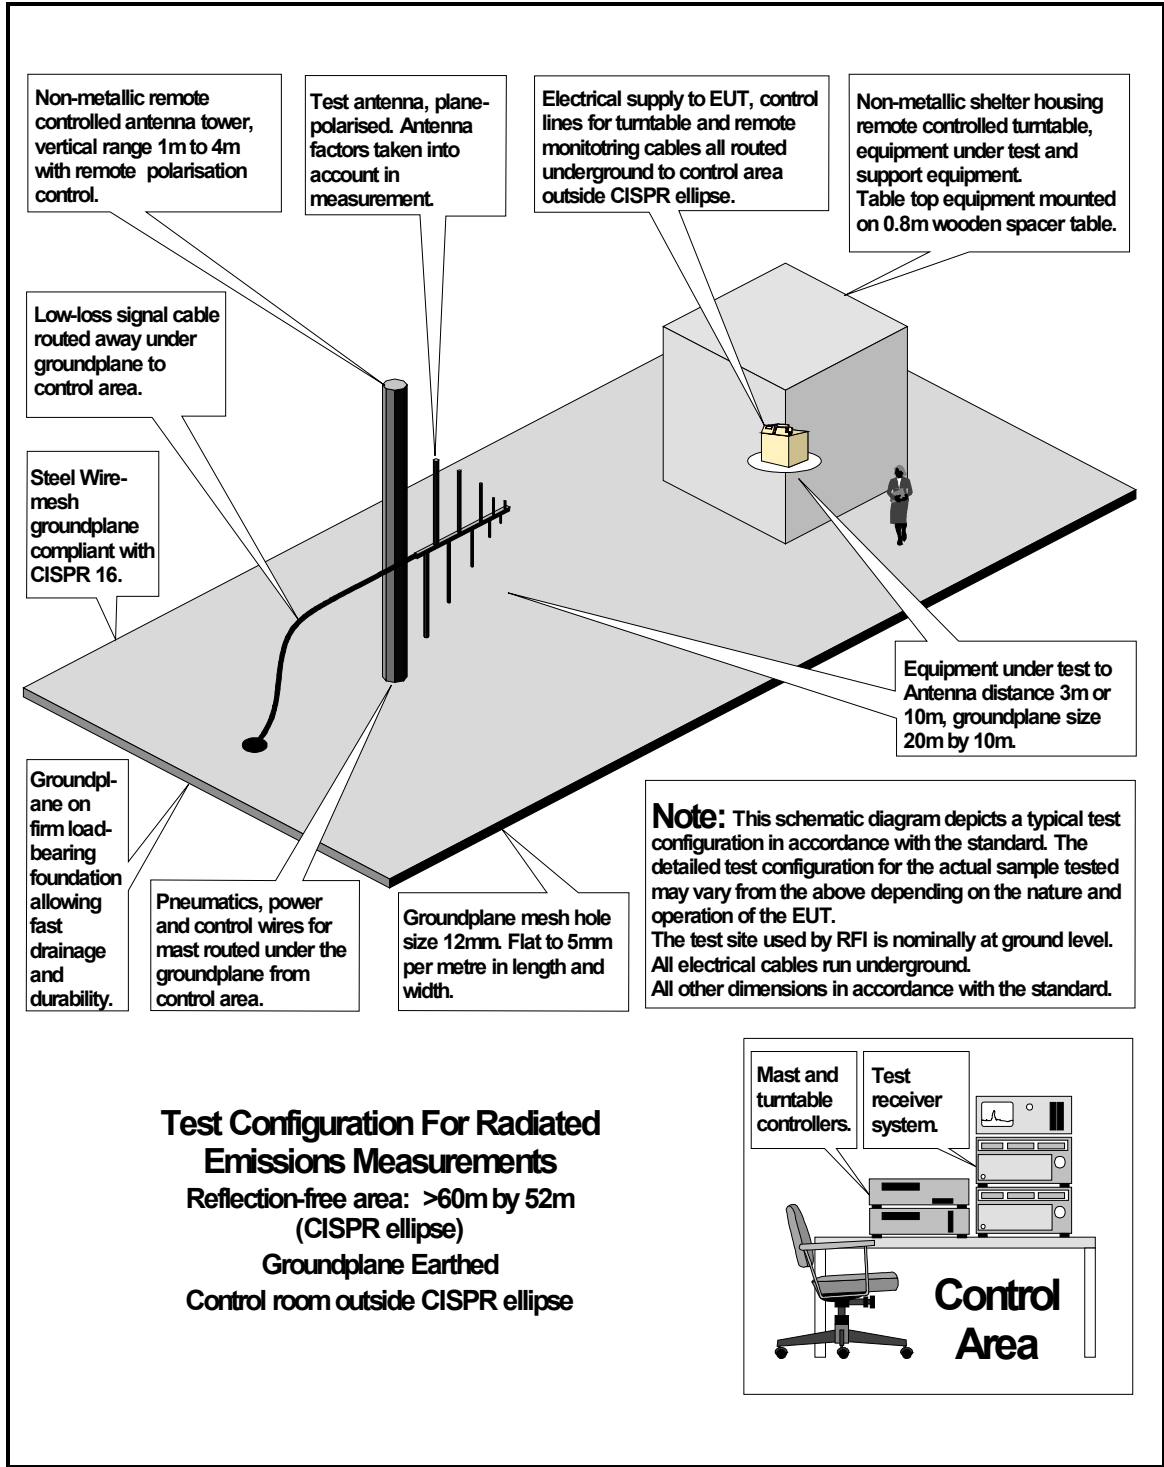 Non-metallic remote
controlled antenna tower,
vertical range 1m to 4m
with remote polarisation
control.
Test antenna, plane-
polarised. Antenna
factors taken into
account in
measurement.
Electrical supply to EUT, control
lines for turntable and remote
monitotring cables all routed
underground to control area
outside CISPR ellipse.
Non-metallic shelter housing
remote controlled turntable,
equipment under test and
support equipment.
Table top equipment mounted
on 0.8m wooden spacer table.
Low-loss signal cable
routed away under
groundplane to
control area.
Steel Wire-
mesh
groundplane
compliant with
CISPR 16.
Equipment under test to
Antenna distance 3m or
10m, groundplane size
20m by 10m.
Groundpl-
ane on
firm load-
bearing
foundation
allowing
fast
drainage
and
durability.
Pneumatics, power
and control wires for
mast routed under the
groundplane from
control area.
Groundplane mesh hole
size 12mm. Flat to 5mm
per metre in length and
width.
Note: This schematic diagram depicts a typical test
configuration in accordance with the standard. The
detailed test configuration for the actual sample tested
may vary from the above depending on the nature and
operation of the EUT.
The test site used by RFI is nominally at ground level.
All electrical cables run underground.
All other dimensions in accordance with the standard.
Test Configuration For Radiated
Emissions Measurements
Reflection-free area: >60m by 52m
(CISPR ellipse)
Groundplane Earthed
Control room outside CISPR ellipse
Mast and
turntable
controllers.
Test
receiver
system.
Control
Area